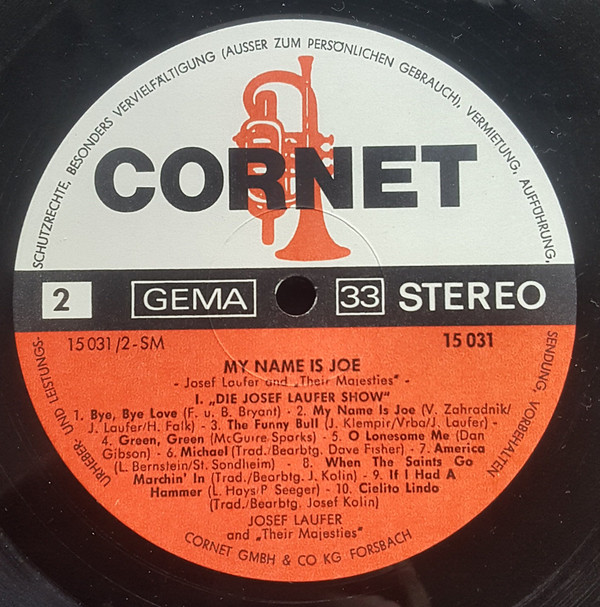 SCHUTZRECHTE, BESONDERS VERVIELFÄLTIGUNG (AUSSER ZUM PERSÖNLICHEN GEBRAUCH), VERMIETUNG, AUFFÜHRUNG,
CORNET
2 GEMA 33 STEREO
15 031/2-SM 15 031
MY NAME IS JOE
- Josef Laufer and „Their Majesties" -
I. „DIE JOSEF LAUFER SHOW"
1. Bye, Bye Love (F. u. B. Bryant) - 2. My Name Is Joe (V. Zahradnik/
J. Laufer/H. Falk) - 3. The Funny Bull (J. Klempir/Vrba/J. Laufer) -
4. Green, Green (McGuire Sparks) - 5. O Lonesome Me (Dan
Gibson) - 6. Michael (Trad./Bearbtg. Dave Fisher) - 7. America
(L. Bernstein/St. Sondheim) - 8. When The Saints Go
Marchin' In (Trad./Bearbtg. J. Kolin) - 9. If I Had A
Hammer (L. Hays/P Seeger) - 10. Cielito Lindo
(Trad./Bearbtg. Josef Kolin)
JOSEF LAUFER
and „Their Majesties"
URHEBER- UND LEISTUNGS-
SENDUNG, VORBEHALTEN
CORNET GMBH & CO KG FORSBACH